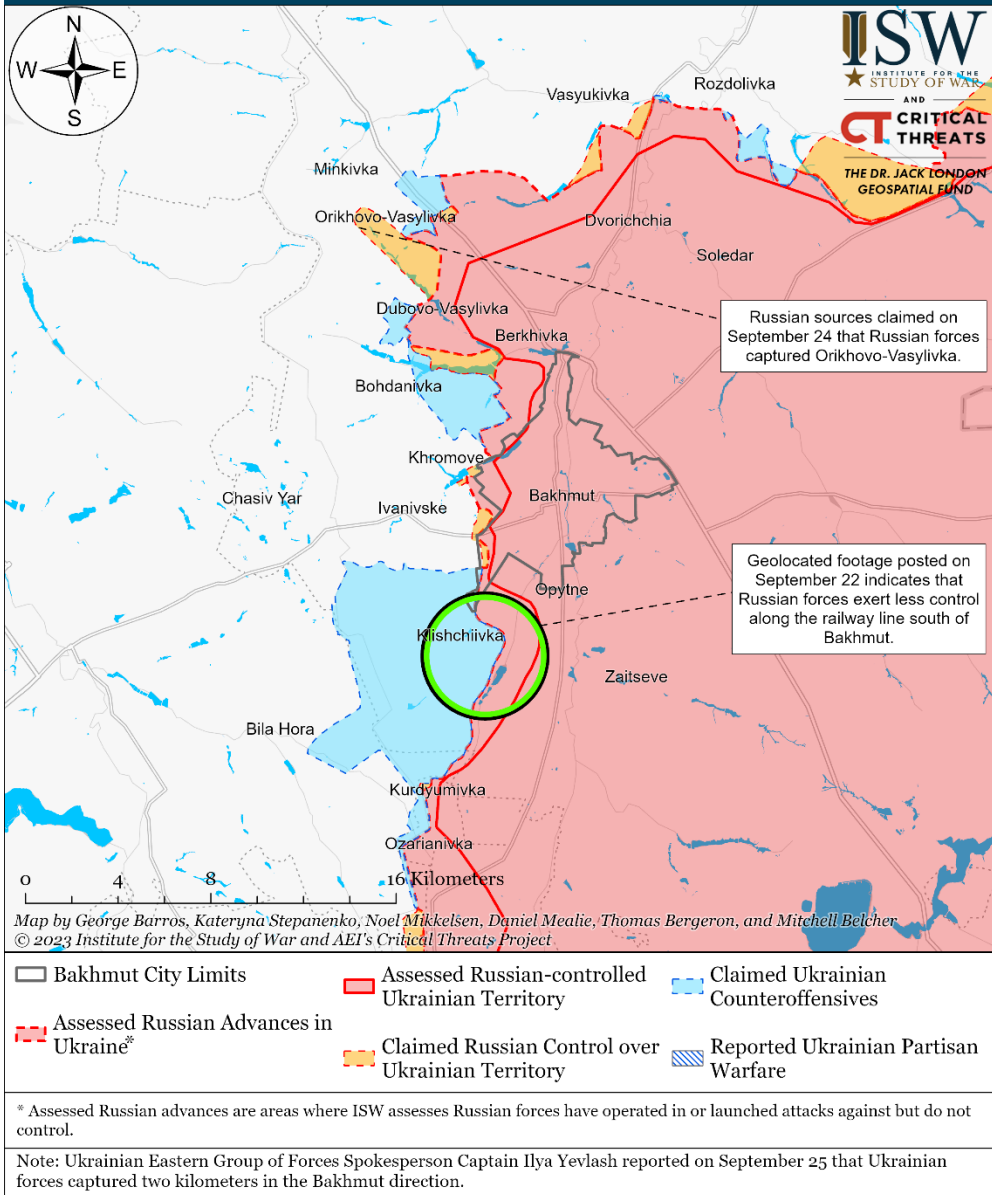 N
W E
S
ISW
INSTITUTE FOR THE
STUDY OF WAR
AND
CT CRITICAL
THREATS
THE DR. JACK LONDON
GEOSPATIAL FUND
Vasyukivka
Rozdolivka
Minkivka
Orikhovo-Vasylivka
Dvorichchia
Soledar
Dubovo-Vasylivka
Berkhivka
Russian sources claimed on
September 24 that Russian forces
captured Orikhovo-Vasylivka.
Bohdanivka
Khromove
Chasiv Yar
Ivanivske
Bakhmut
Geolocated footage posted on
September 22 indicates that
Russian forces exert less control
along the railway line south of
Bakhmut.
Opytne
Klishchiivka
Zaitseve
Bila Hora
Kurdyumivka
Ozarianivka
0 4 8 16 Kilometers
Map by George Barros, Kateryna Stepanenko, Noel Mikkelsen, Daniel Mealie, Thomas Bergeron, and Mitchell Belcher
© 2023 Institute for the Study of War and AEI's Critical Threats Project
Bakhmut City Limits
Assessed Russian Advances in
Ukraine*
Assessed Russian-controlled
Ukrainian Territory
Claimed Russian Control over
Ukrainian Territory
Claimed Ukrainian
Counteroffensives
Reported Ukrainian Partisan
Warfare
* Assessed Russian advances are areas where ISW assesses Russian forces have operated in or launched attacks against but do not
control.
Note: Ukrainian Eastern Group of Forces Spokesperson Captain Ilya Yevlash reported on September 25 that Ukrainian
forces captured two kilometers in the Bakhmut direction.